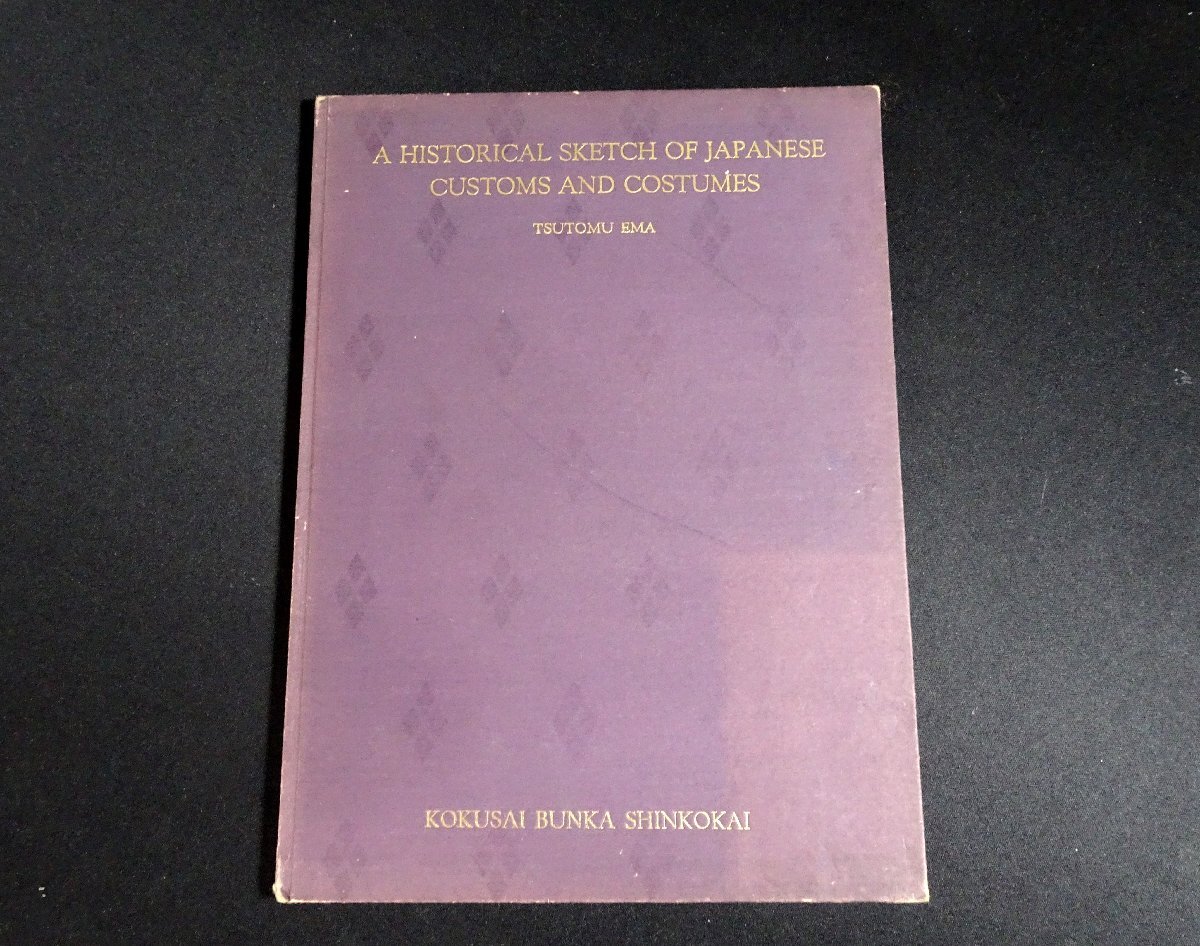 A HISTORICAL SKETCH OF JAPANESE
CUSTOMS AND COSTUMES
TSUTOMU EMA
KOKUSAI BUNKA SHINKOKAI